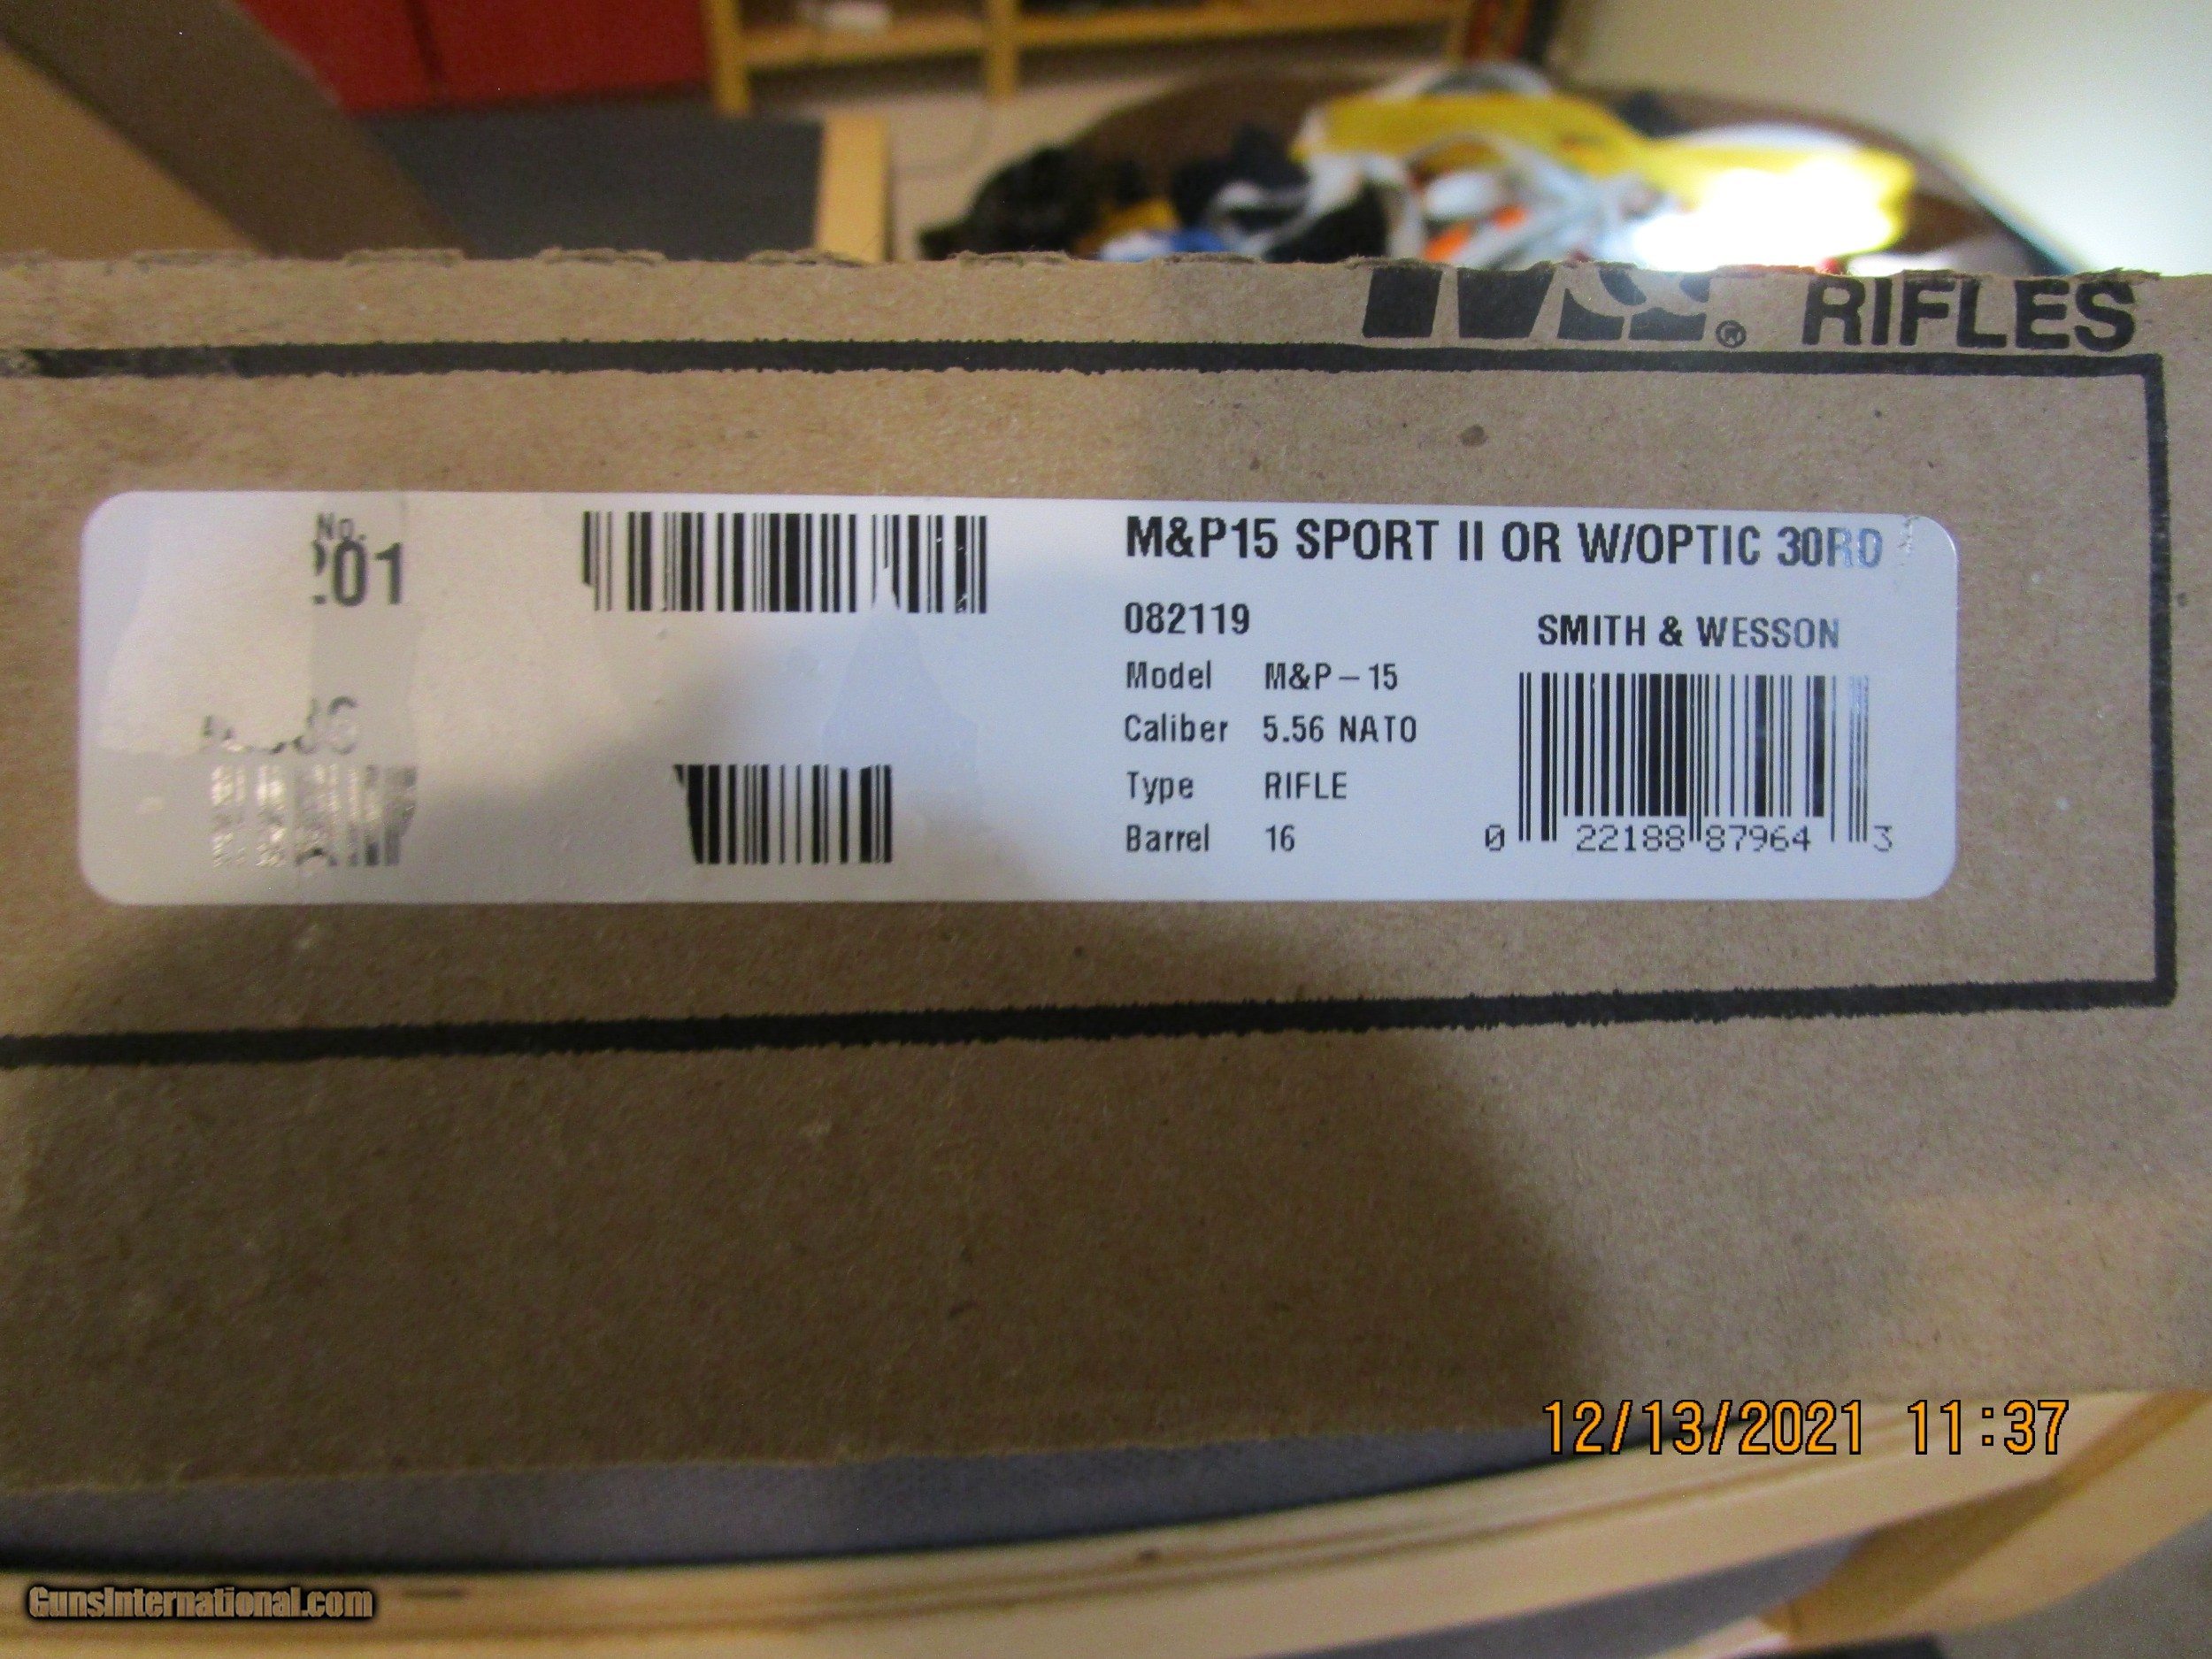 ® RIFLES
No.
M&P15 SPORT II OR W/OPTIC 30RD
082119
SMITH & WESSON
Model M&P-15
Caliber 5.56 NATO
Type RIFLE
Barrel 16
0 22188 87964 3
12/13/2021 11:37
GunsInternational.com